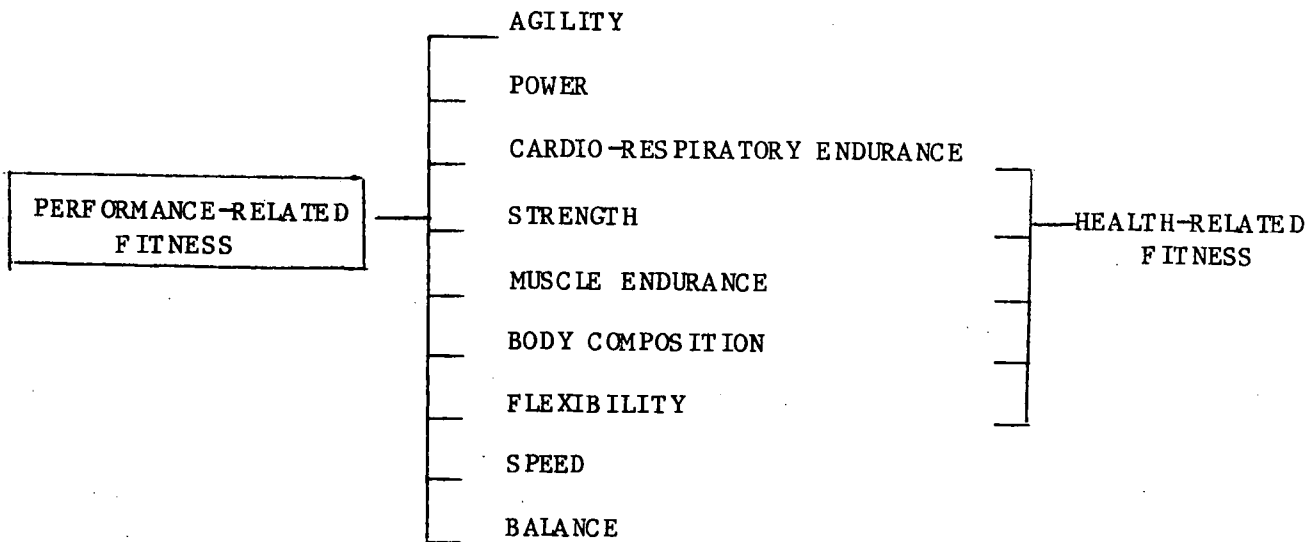 AGILITY
POWER
CARDIO-RESPIRATORY ENDURANCE
PERFORMANCE-RELATED
FITNESS
STRENGTH
HEALTH-RELATED
FITNESS
MUSCLE ENDURANCE
BODY COMPOSITION
FLEXIBILITY
SPEED
BALANCE